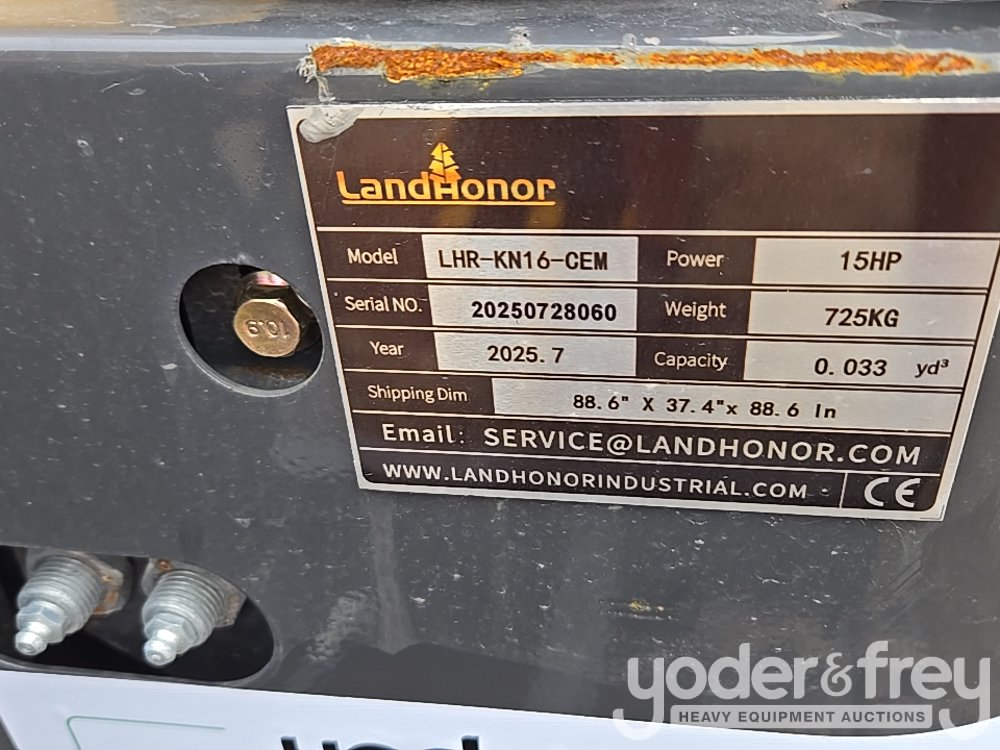 LandHonor
Model LHR-KN16-CEM Power 15HP
Serial NO. 20250728060 Weight 725KG
Year 2025.7 Capacity 0.033 yd³
Shipping Dim 88.6" X 37.4"x 88.6 In
Email: SERVICE@LANDHONOR.COM
WWW.LANDHONORINDUSTRIAL.COM CE
10.9
yoder&frey
HEAVY EQUIPMENT AUCTIONS